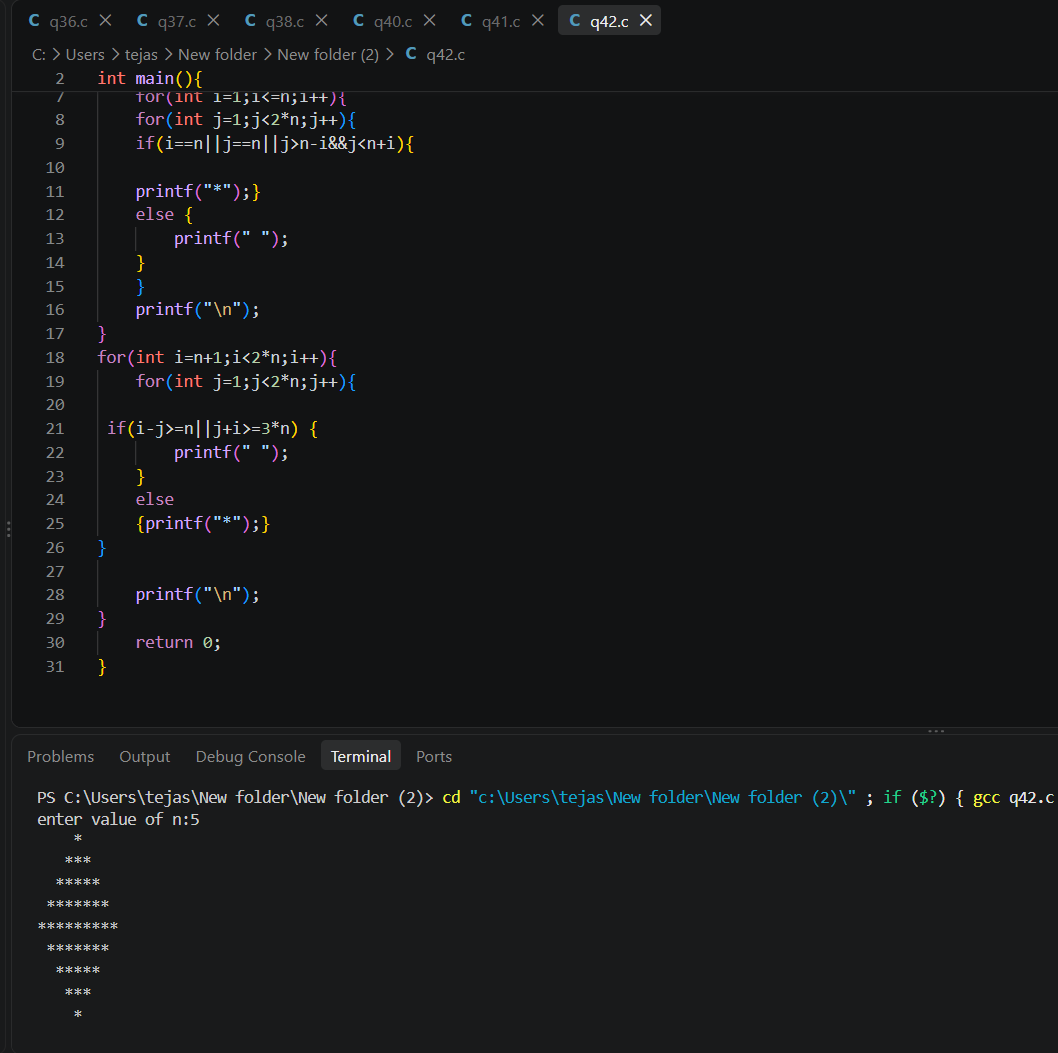 C q36.c × C q37.c × C q38.c × C q40.c × C q41.c × C q42.c ×
C: > Users > tejas > New folder > New folder (2) > C q42.c
2 int main(){
7     for(int i=1;i<=n;i++){
8     for(int j=1;j<2*n;j++){
9     if(i==n||j==n||j>n-i&&j<n+i){
10
11     printf("*");}
12     else {
13         printf(" ");
14     }
15     }
16     printf("\n");
17 }
18 for(int i=n+1;i<2*n;i++){
19     for(int j=1;j<2*n;j++){
20
21  if(i-j>=n||j+i>=3*n) {
22         printf(" ");
23     }
24     else
25     {printf("*");}
26 }
27
28     printf("\n");
29 }
30     return 0;
31 }
Problems Output Debug Console Terminal Ports
PS C:\Users\tejas\New folder\New folder (2)> cd "c:\Users\tejas\New folder\New folder (2)\" ; if ($?) { gcc q42.c
enter value of n:5
    *
   ***
  *****
 *******
*********
 *******
  *****
   ***
    *